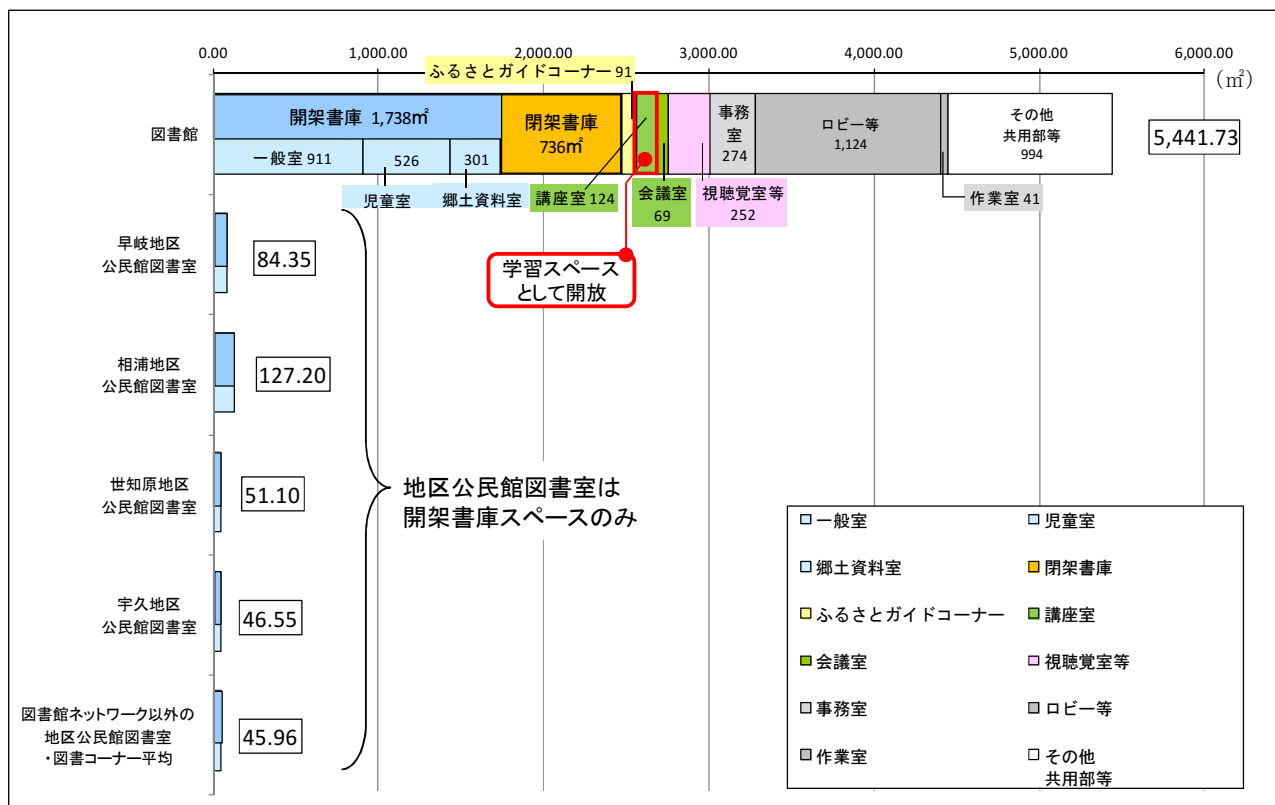 0.00 1,000.00 2,000.00 3,000.00 4,000.00 5,000.00 6,000.00
(㎡)
ふるさとガイドコーナー 91
図書館
開架書庫 1,738㎡
一般室 911
526
301
児童室
郷土資料室
閉架書庫
736㎡
講座室 124
会議室
69
視聴覚室等
252
事務
室
274
ロビー等
1,124
作業室 41
その他
共用部等
994
5,441.73
学習スペース
として開放
早岐地区
公民館図書室
84.35
相浦地区
公民館図書室
127.20
世知原地区
公民館図書室
51.10
宇久地区
公民館図書室
46.55
図書館ネットワーク以外の
地区公民館図書室
・図書コーナー平均
45.96
地区公民館図書室は
開架書庫スペースのみ
一般室
児童室
郷土資料室
閉架書庫
ふるさとガイドコーナー
講座室
会議室
視聴覚室等
事務室
ロビー等
作業室
その他
共用部等